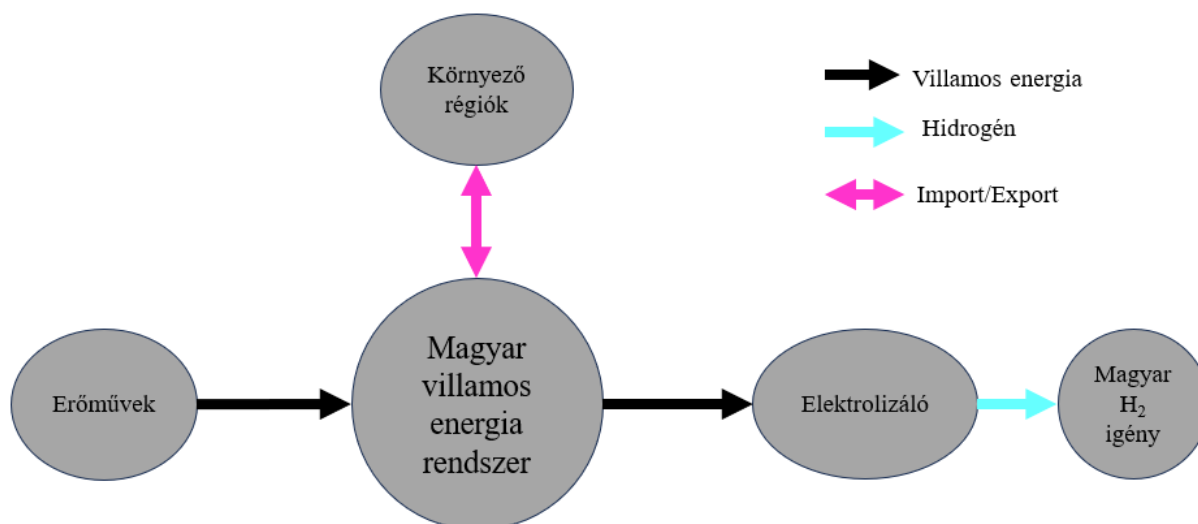 Környező
régiók
Villamos energia
Hidrogén
Import/Export
Erőművek
Magyar
villamos
energia
rendszer
Elektrolizáló
Magyar
H₂
igény